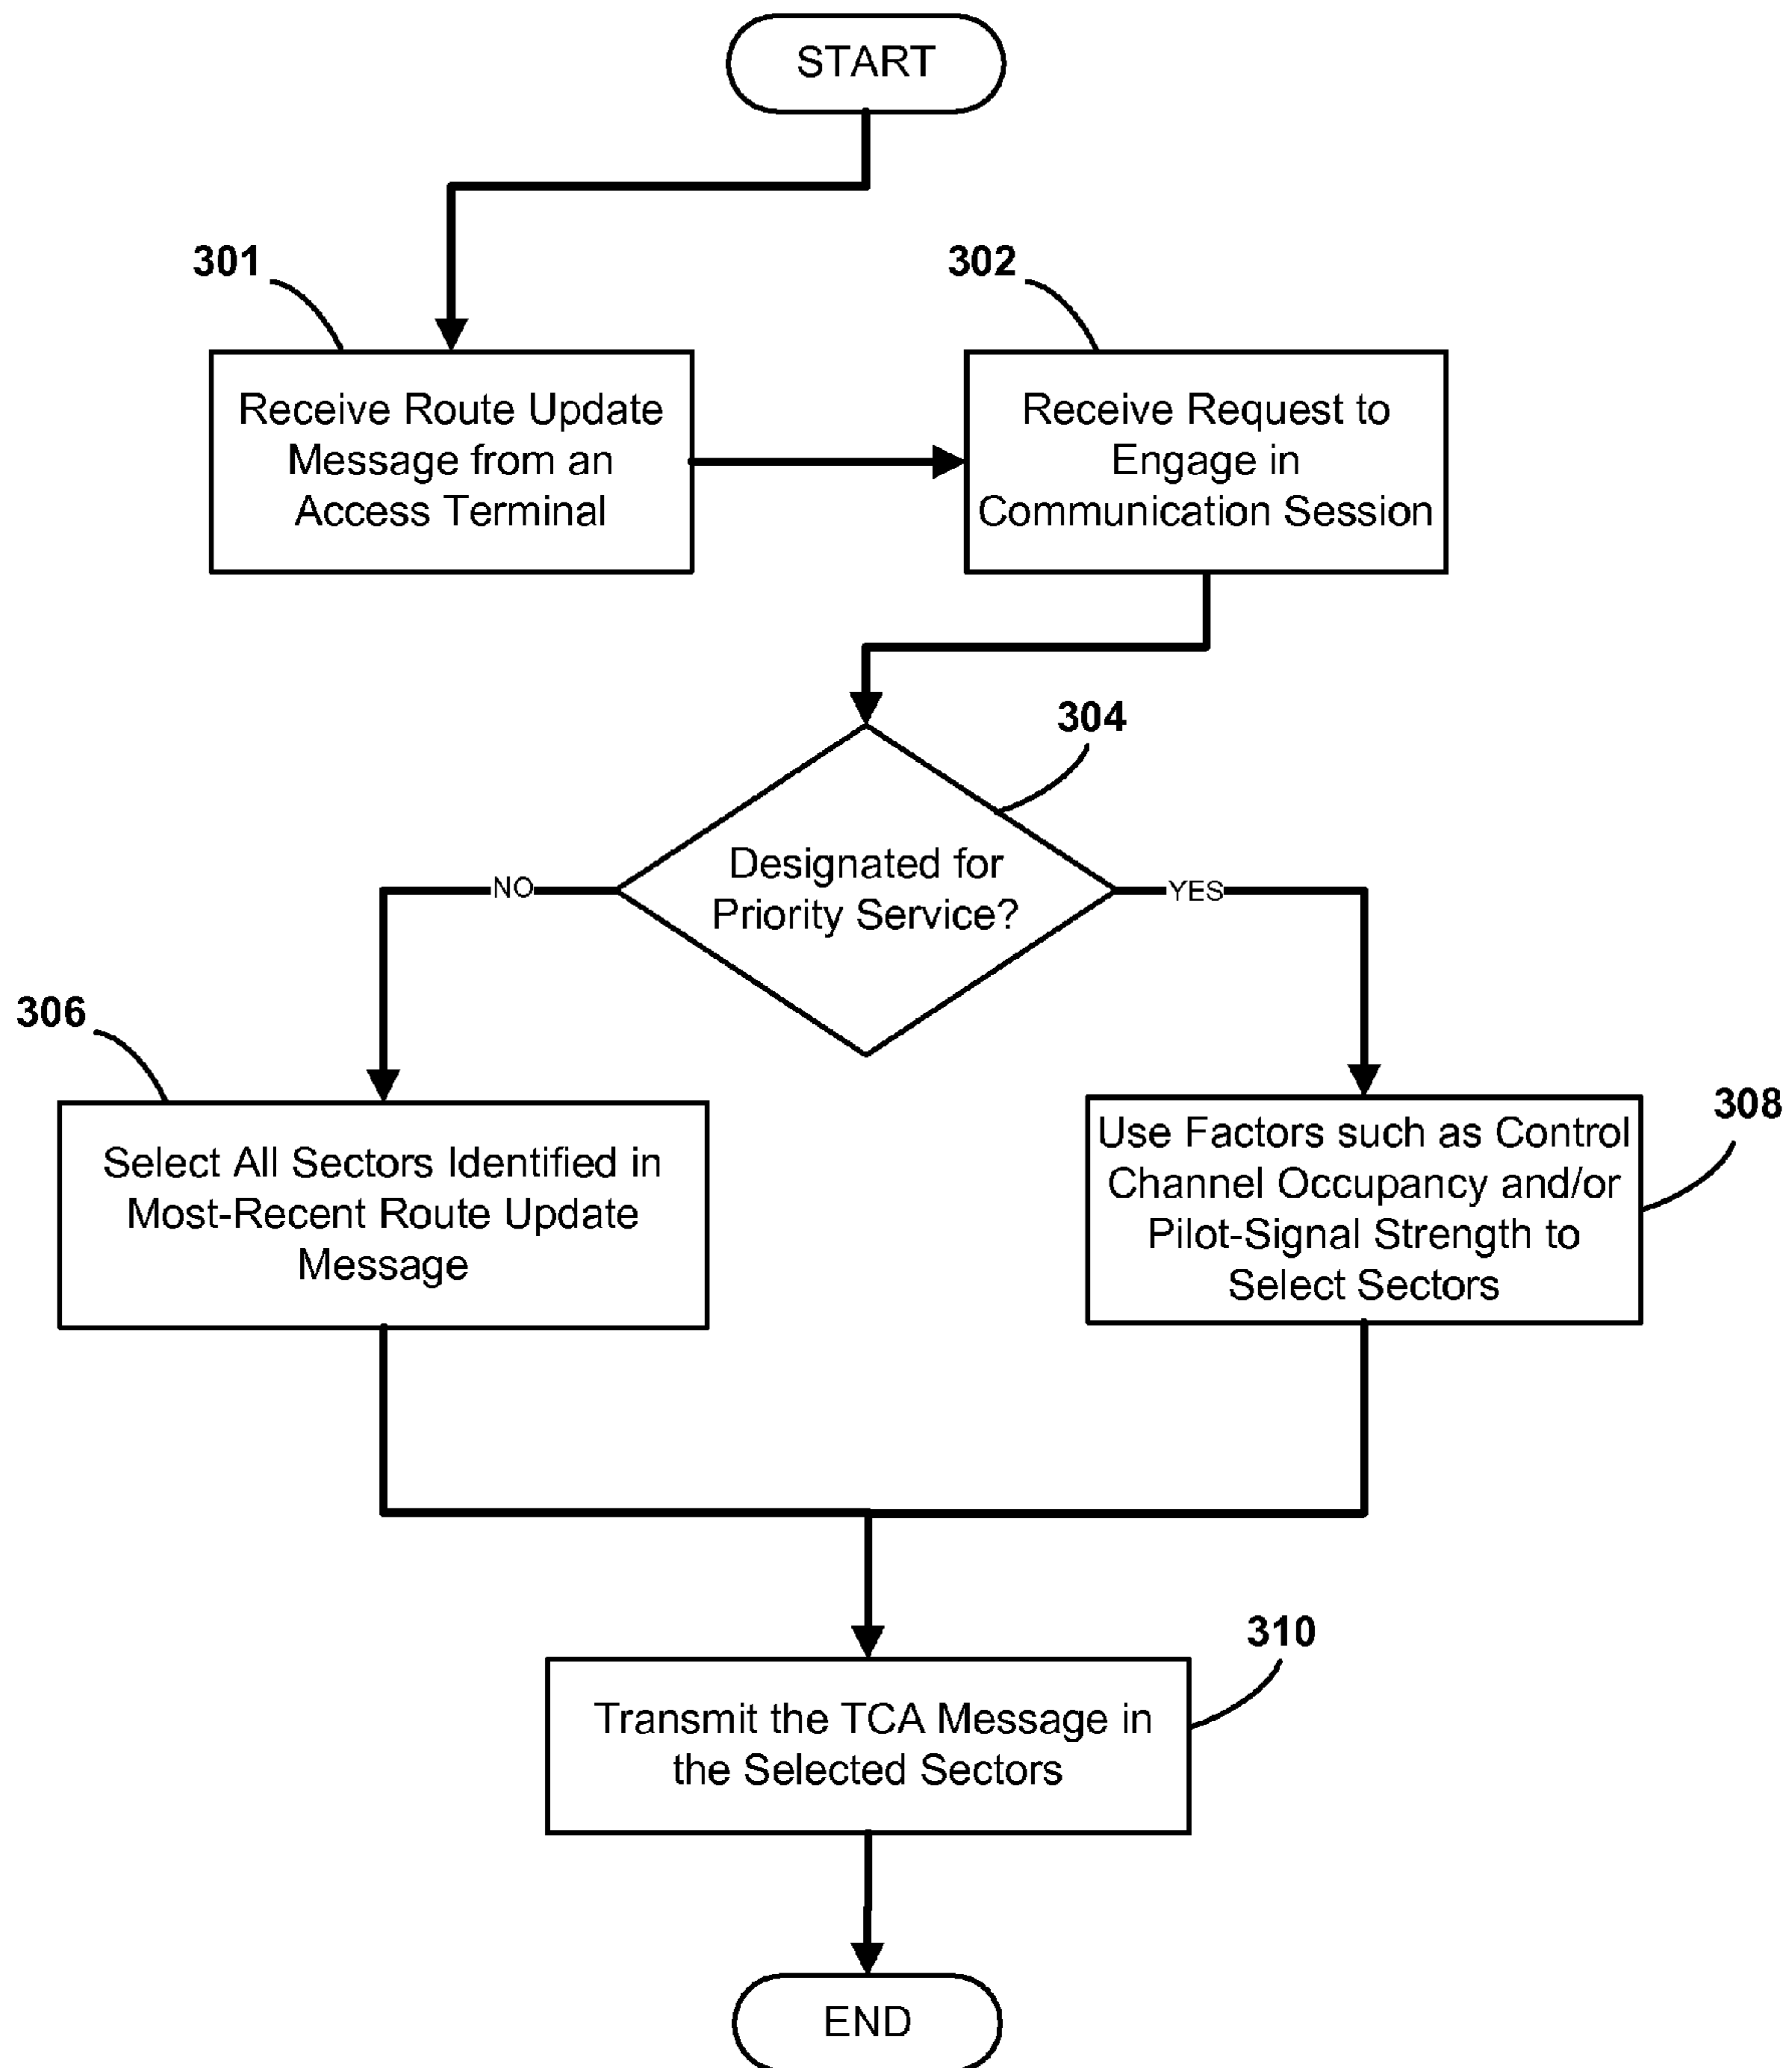 START
301
302
Receive Route Update
Message from an
Access Terminal
Receive Request to
Engage in
Communication Session
304
Designated for
Priority Service?
NO
YES
306
308
Select All Sectors Identified in
Most-Recent Route Update
Message
Use Factors such as Control
Channel Occupancy and/or
Pilot-Signal Strength to
Select Sectors
310
Transmit the TCA Message in
the Selected Sectors
END